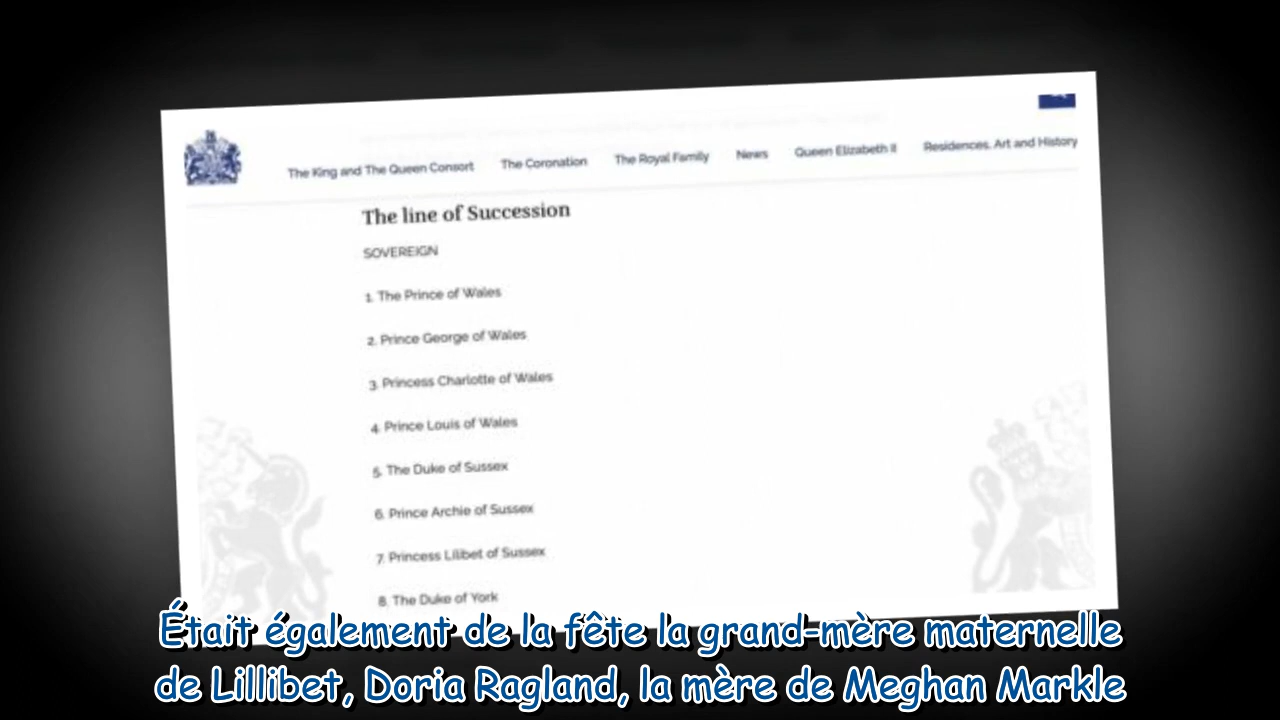 The King and The Queen Consort The Coronation The Royal Family News Queen Elizabeth II Residences, Art and History
The line of Succession
SOVEREIGN
1. The Prince of Wales
2. Prince George of Wales
3. Princess Charlotte of Wales
4. Prince Louis of Wales
5. The Duke of Sussex
6. Prince Archie of Sussex
7. Princess Lilibet of Sussex
8. The Duke of York
Était également de la fête la grand-mère maternelle
de Lillibet, Doria Ragland, la mère de Meghan Markle